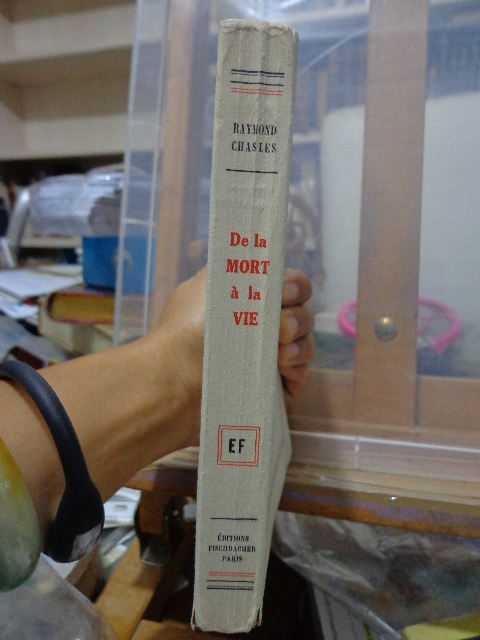 RAYMOND
CHASLES
De la
MORT
à la
VIE
EF
ÉDITIONS
FISCHBACHER
PARIS